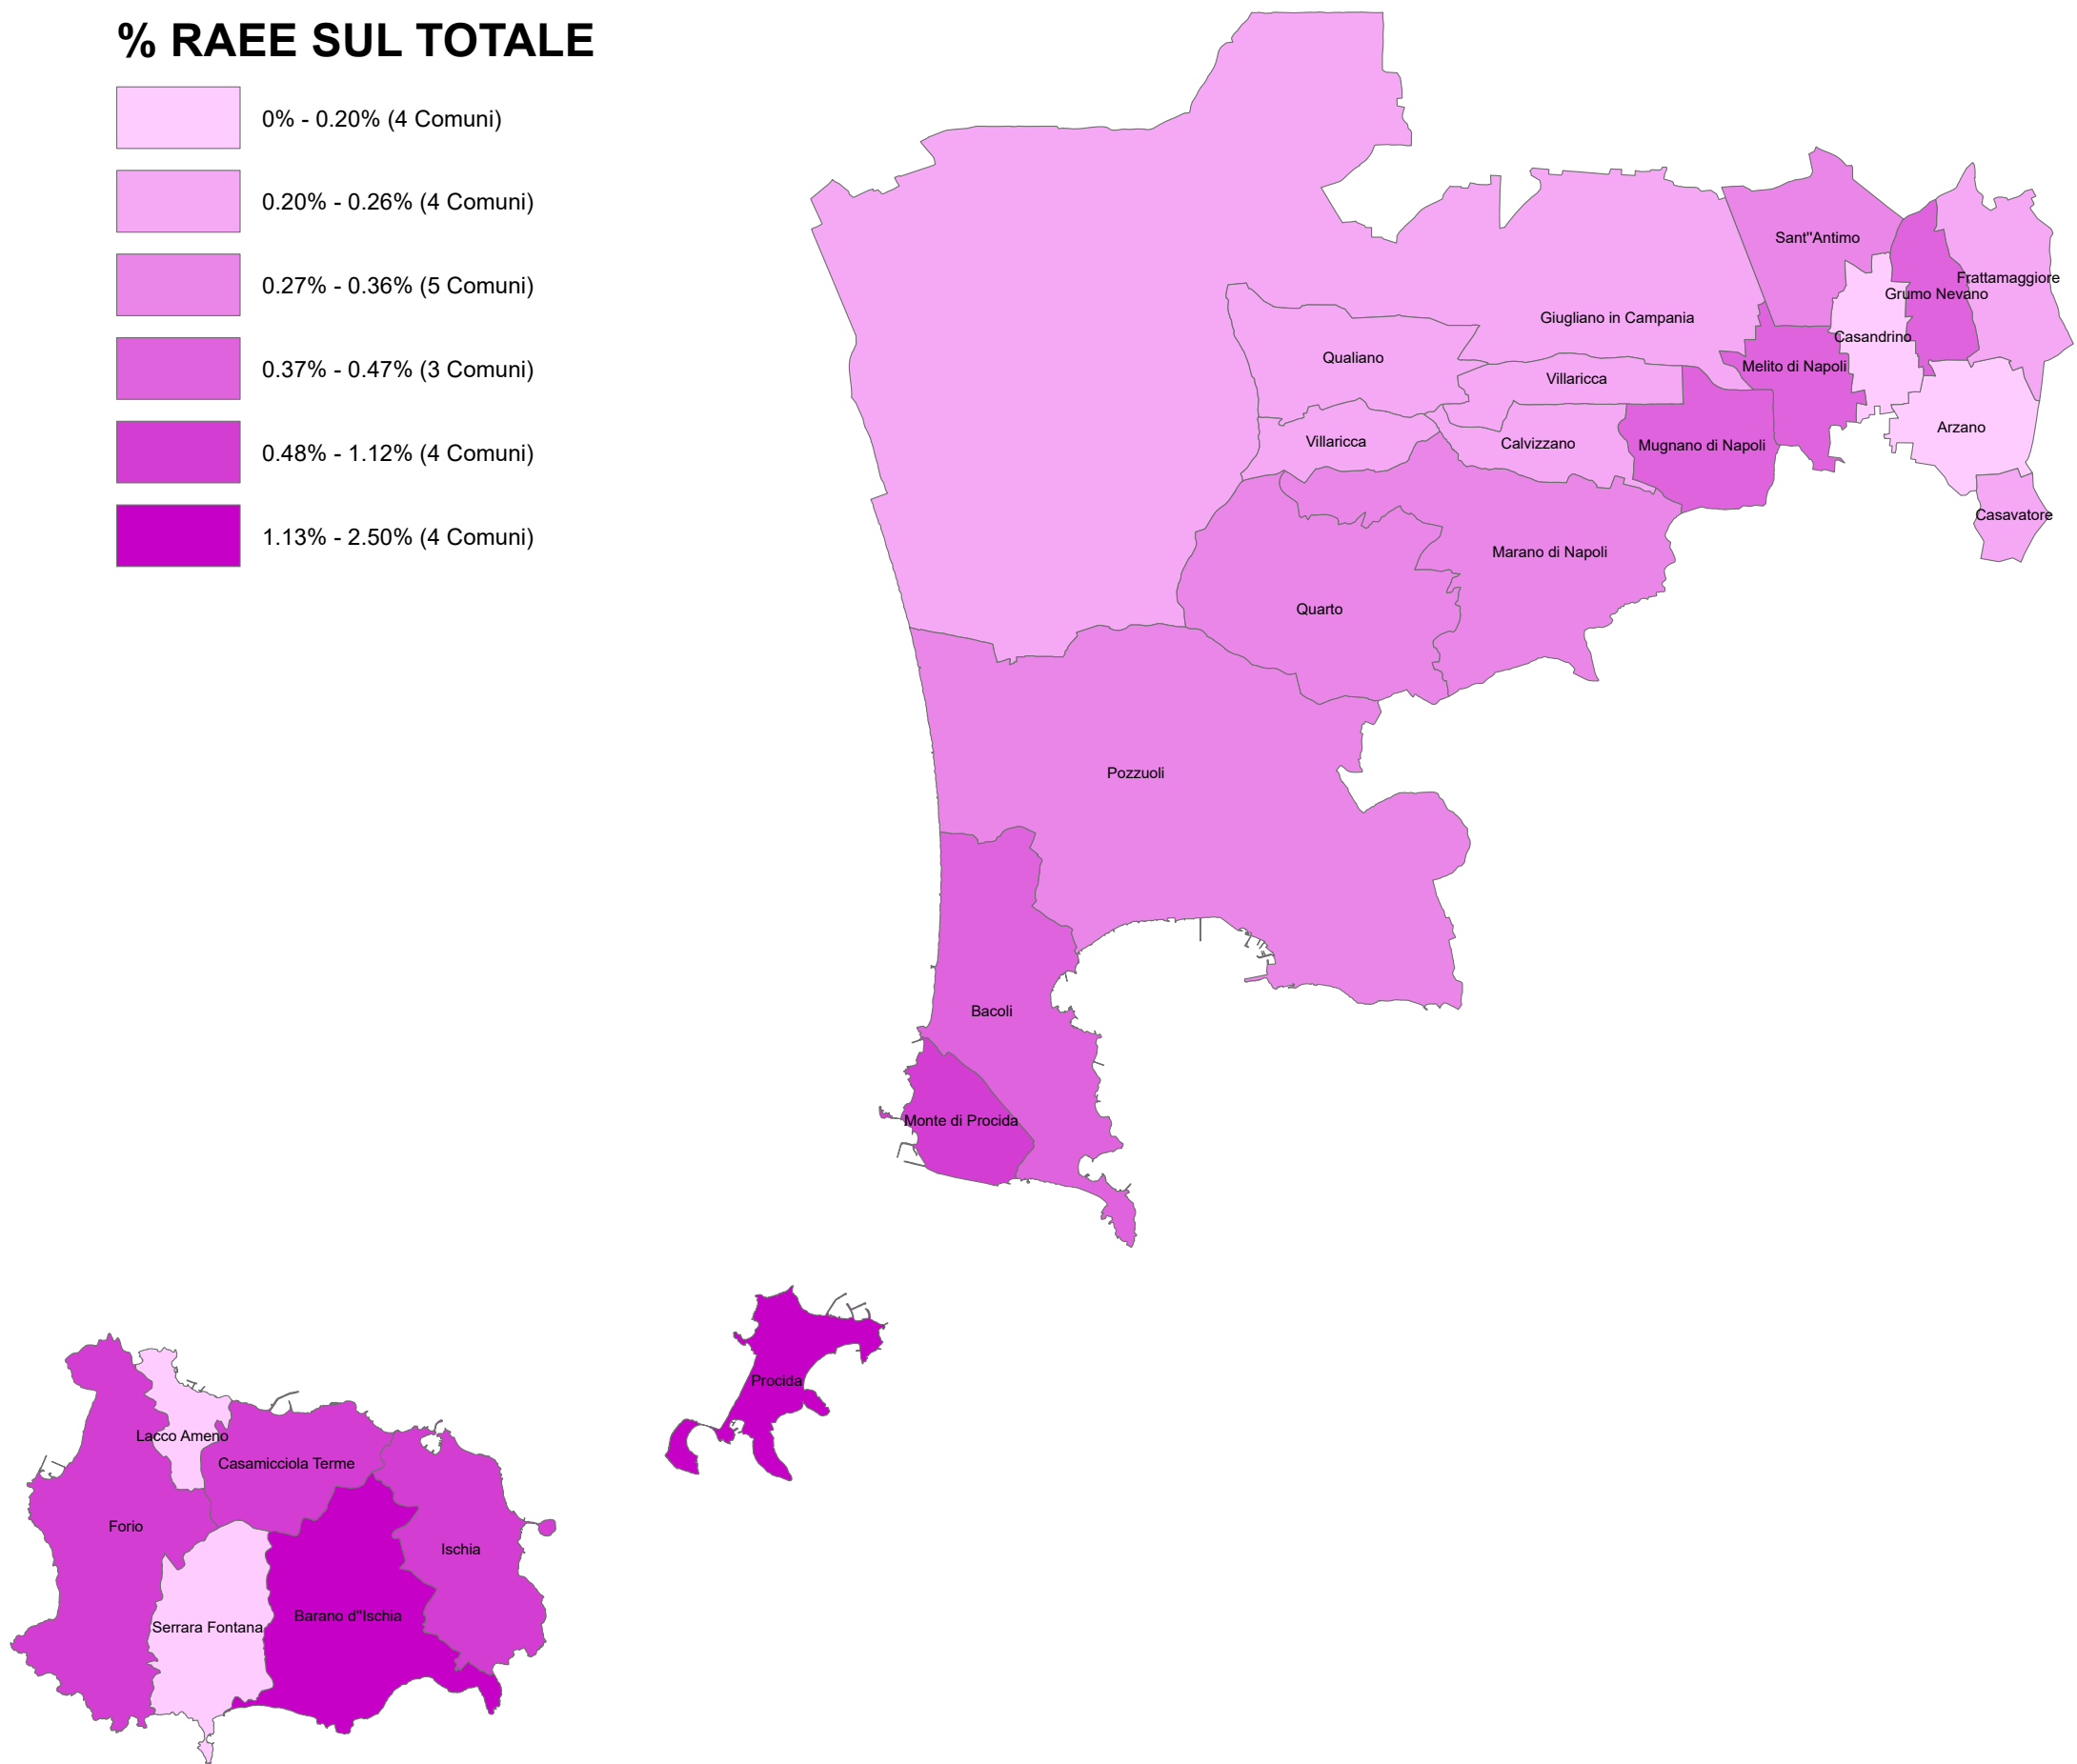 % RAEE SUL TOTALE
0% - 0.20% (4 Comuni)
0.20% - 0.26% (4 Comuni)
0.27% - 0.36% (5 Comuni)
0.37% - 0.47% (3 Comuni)
0.48% - 1.12% (4 Comuni)
1.13% - 2.50% (4 Comuni)
Sant''Antimo
Frattamaggiore
Grumo Nevano
Giugliano in Campania
Casandrino
Qualiano
Melito di Napoli
Villaricca
Arzano
Villaricca
Calvizzano
Mugnano di Napoli
Casavatore
Marano di Napoli
Quarto
Pozzuoli
Bacoli
Monte di Procida
Procida
Lacco Ameno
Casamicciola Terme
Forio
Ischia
Barano d''Ischia
Serrara Fontana